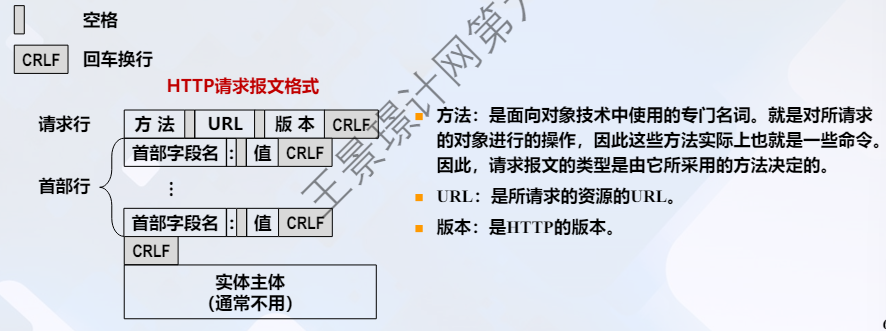 空格
CRLF 回车换行
HTTP请求报文格式
请求行 方 法 URL 版 本 CRLF
首部字段名 : 值 CRLF
首部行 ⋮
首部字段名 : 值 CRLF
CRLF
实体主体
（通常不用）
方法：是面向对象技术中使用的专门名词。就是对所请求
的对象进行的操作，因此这些方法实际上也就是一些命令。
因此，请求报文的类型是由它所采用的方法决定的。
URL：是所请求的资源的URL。
版本：是HTTP的版本。
王景璟计网第